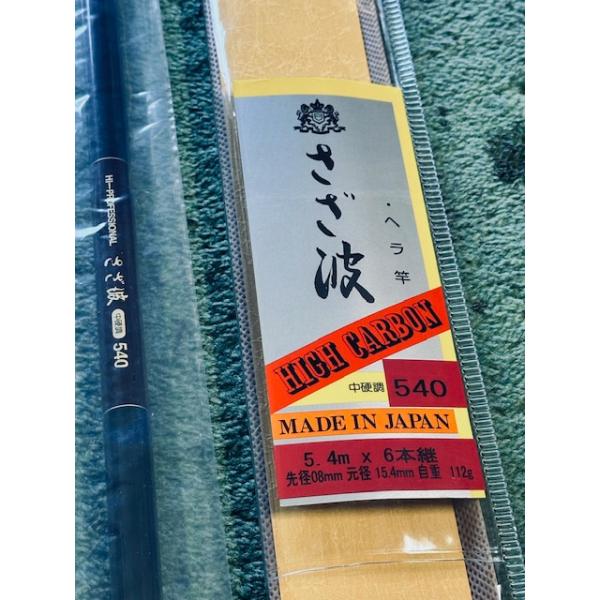 HI-PROFESSIONAL さざ波 中硬調 540
さざ波
・ヘラ竿
HIGH CARBON
中硬調 540
MADE IN JAPAN
5.4m x 6本継
先径08mm 元径 15.4mm 自重 112g